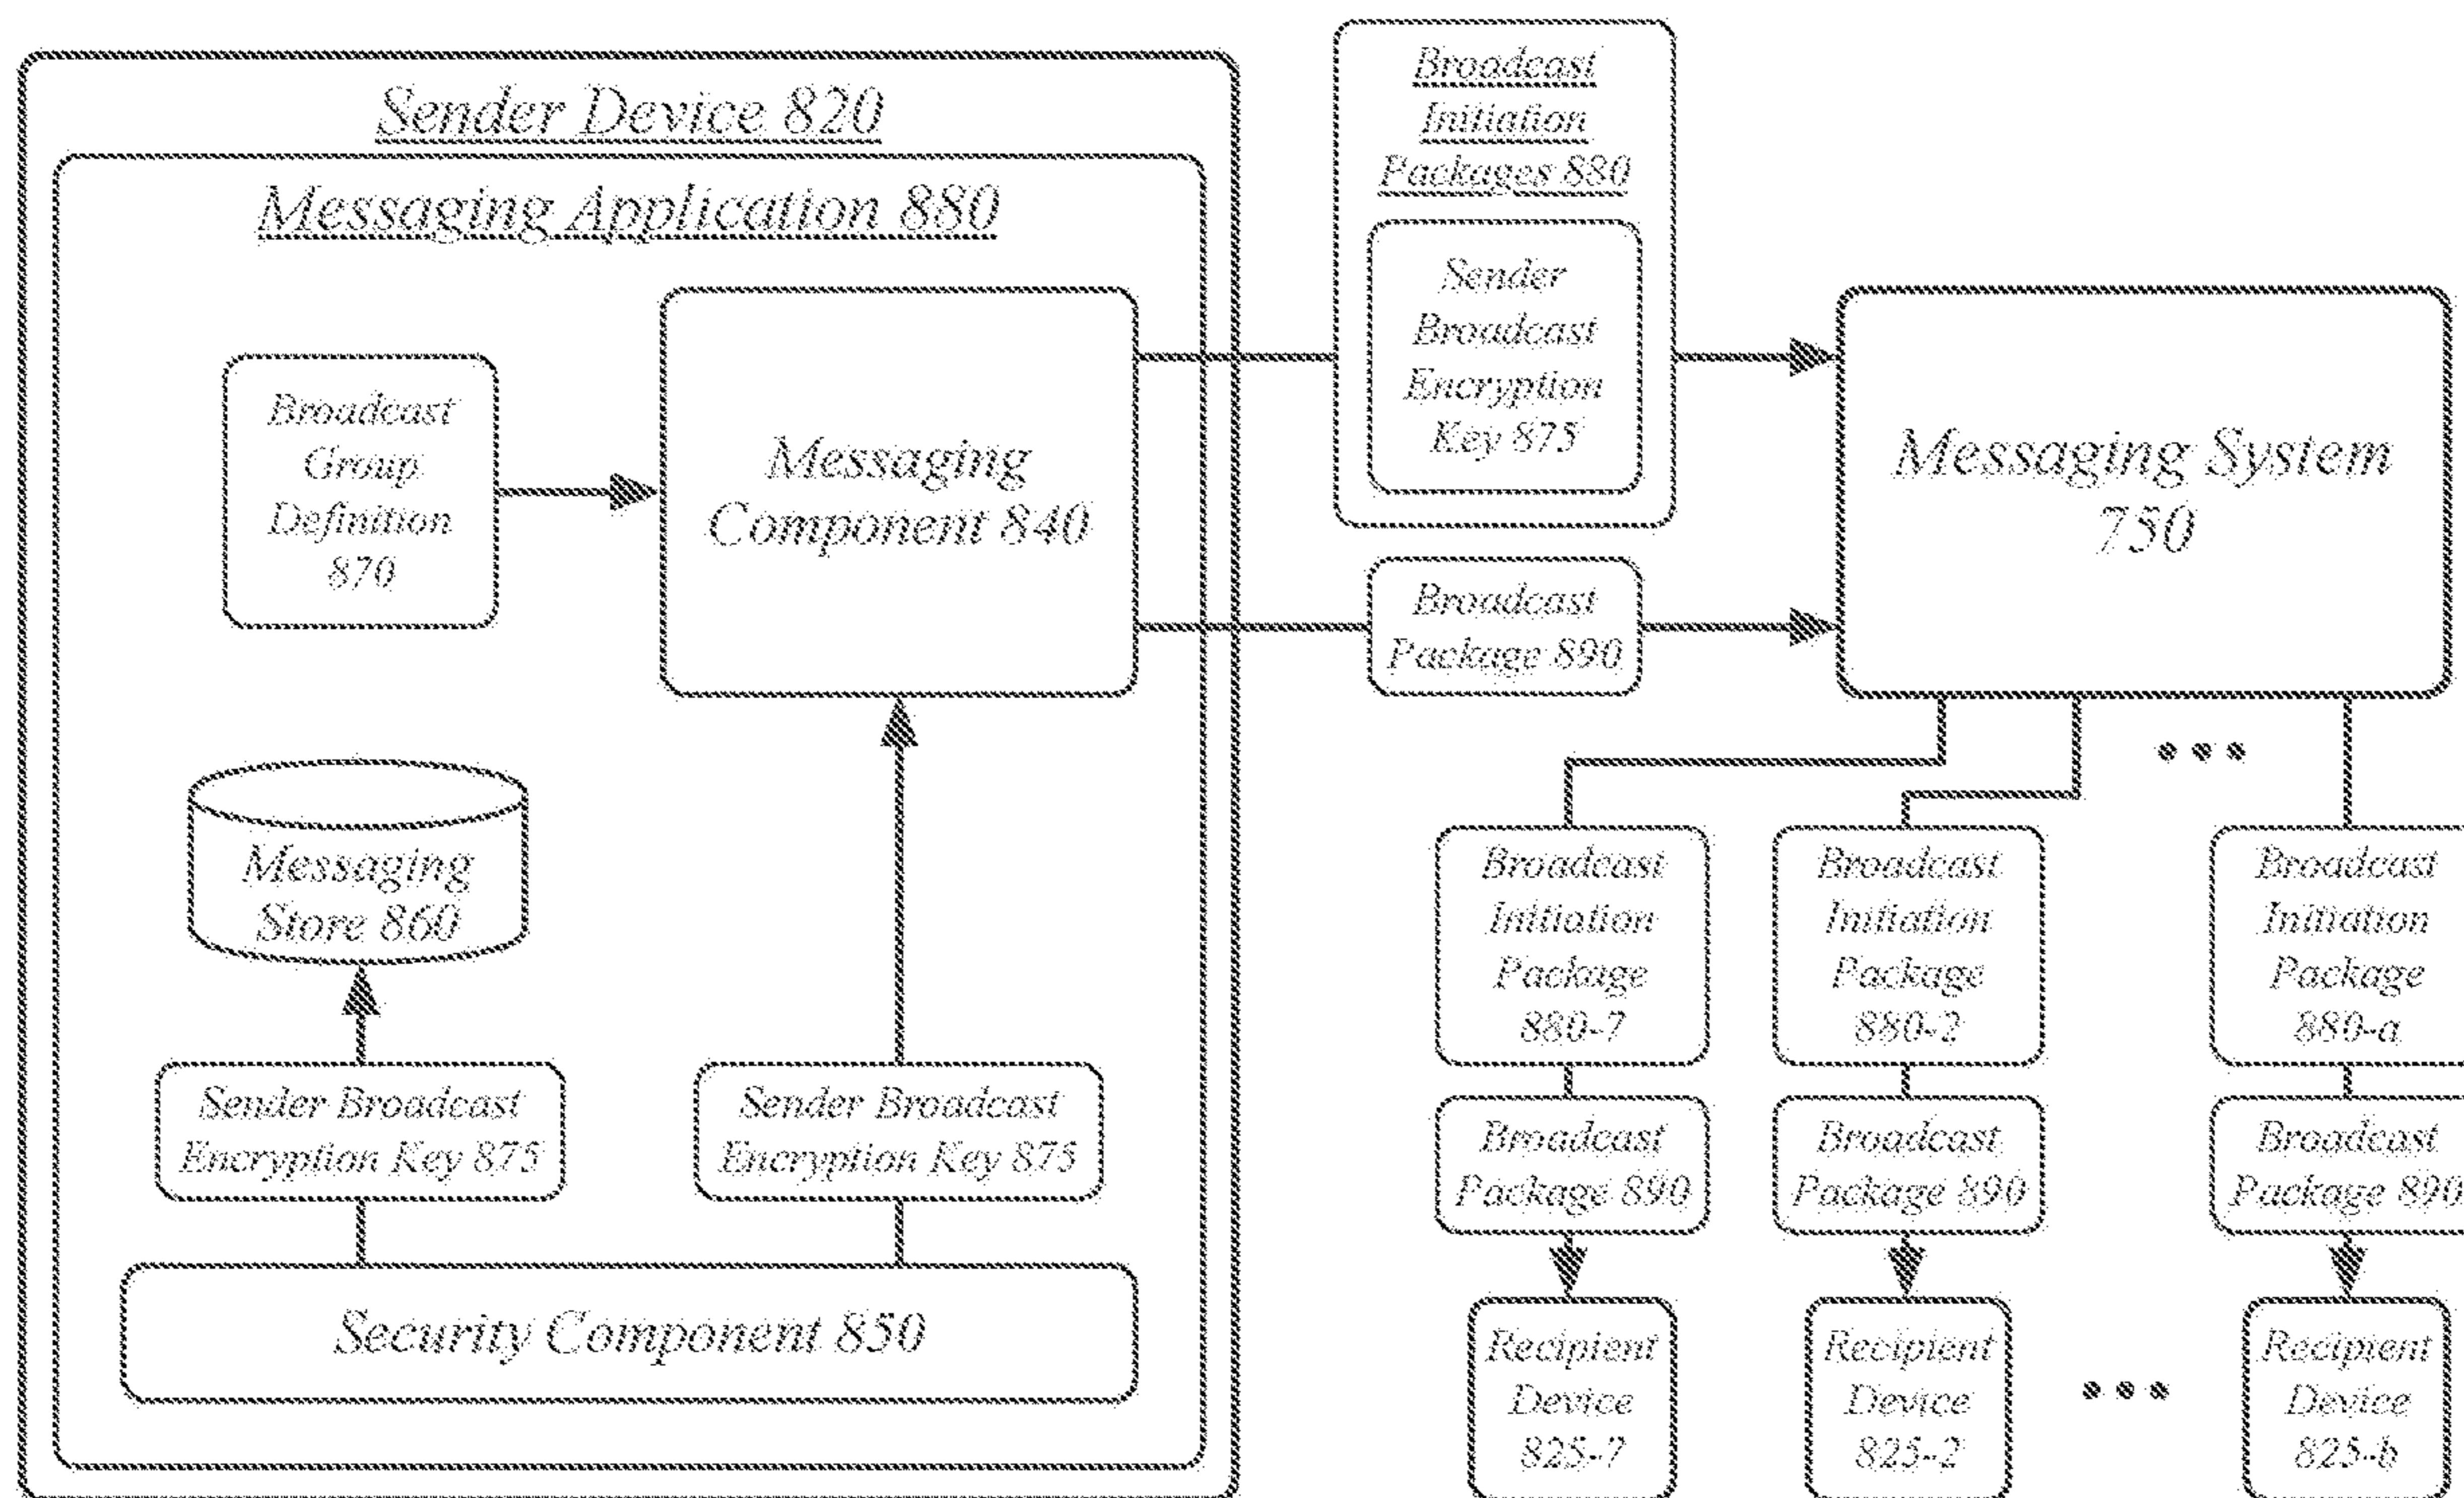 Sender Device 820
Messaging Application 880
Broadcast
Group
Definition
870
Messaging
Component 840
Messaging
Store 860
Sender Broadcast
Encryption Key 875
Sender Broadcast
Encryption Key 875
Security Component 850
Broadcast
Initiation
Packages 880
Sender
Broadcast
Encryption
Key 875
Broadcast
Package 890
Messaging System
750
Broadcast
Initiation
Package
880-7
Broadcast
Initiation
Package
880-2
Broadcast
Initiation
Package
880-a
Broadcast
Package 890
Broadcast
Package 890
Broadcast
Package 890
Recipient
Device
825-7
Recipient
Device
825-2
Recipient
Device
825-b